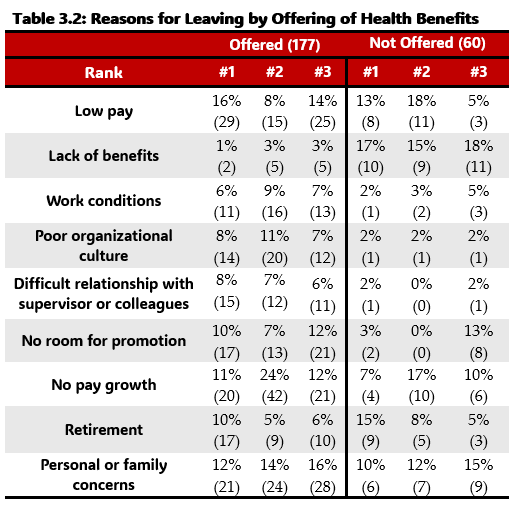 Table 3.2: Reasons for Leaving by Offering of Health Benefits
Offered (177) Not Offered (60)
Rank #1 #2 #3 #1 #2 #3
Low pay 16% 8% 14% 13% 18% 5%
(29) (15) (25) (8) (11) (3)
Lack of benefits 1% 3% 3% 17% 15% 18%
(2) (5) (5) (10) (9) (11)
Work conditions 6% 9% 7% 2% 3% 5%
(11) (16) (13) (1) (2) (3)
Poor organizational 8% 11% 7% 2% 2% 2%
culture (14) (20) (12) (1) (1) (1)
Difficult relationship with 8% 7% 6% 2% 0% 2%
supervisor or colleagues (15) (12) (11) (1) (0) (1)
No room for promotion 10% 7% 12% 3% 0% 13%
(17) (13) (21) (2) (0) (8)
No pay growth 11% 24% 12% 7% 17% 10%
(20) (42) (21) (4) (10) (6)
Retirement 10% 5% 6% 15% 8% 5%
(17) (9) (10) (9) (5) (3)
Personal or family 12% 14% 16% 10% 12% 15%
concerns (21) (24) (28) (6) (7) (9)